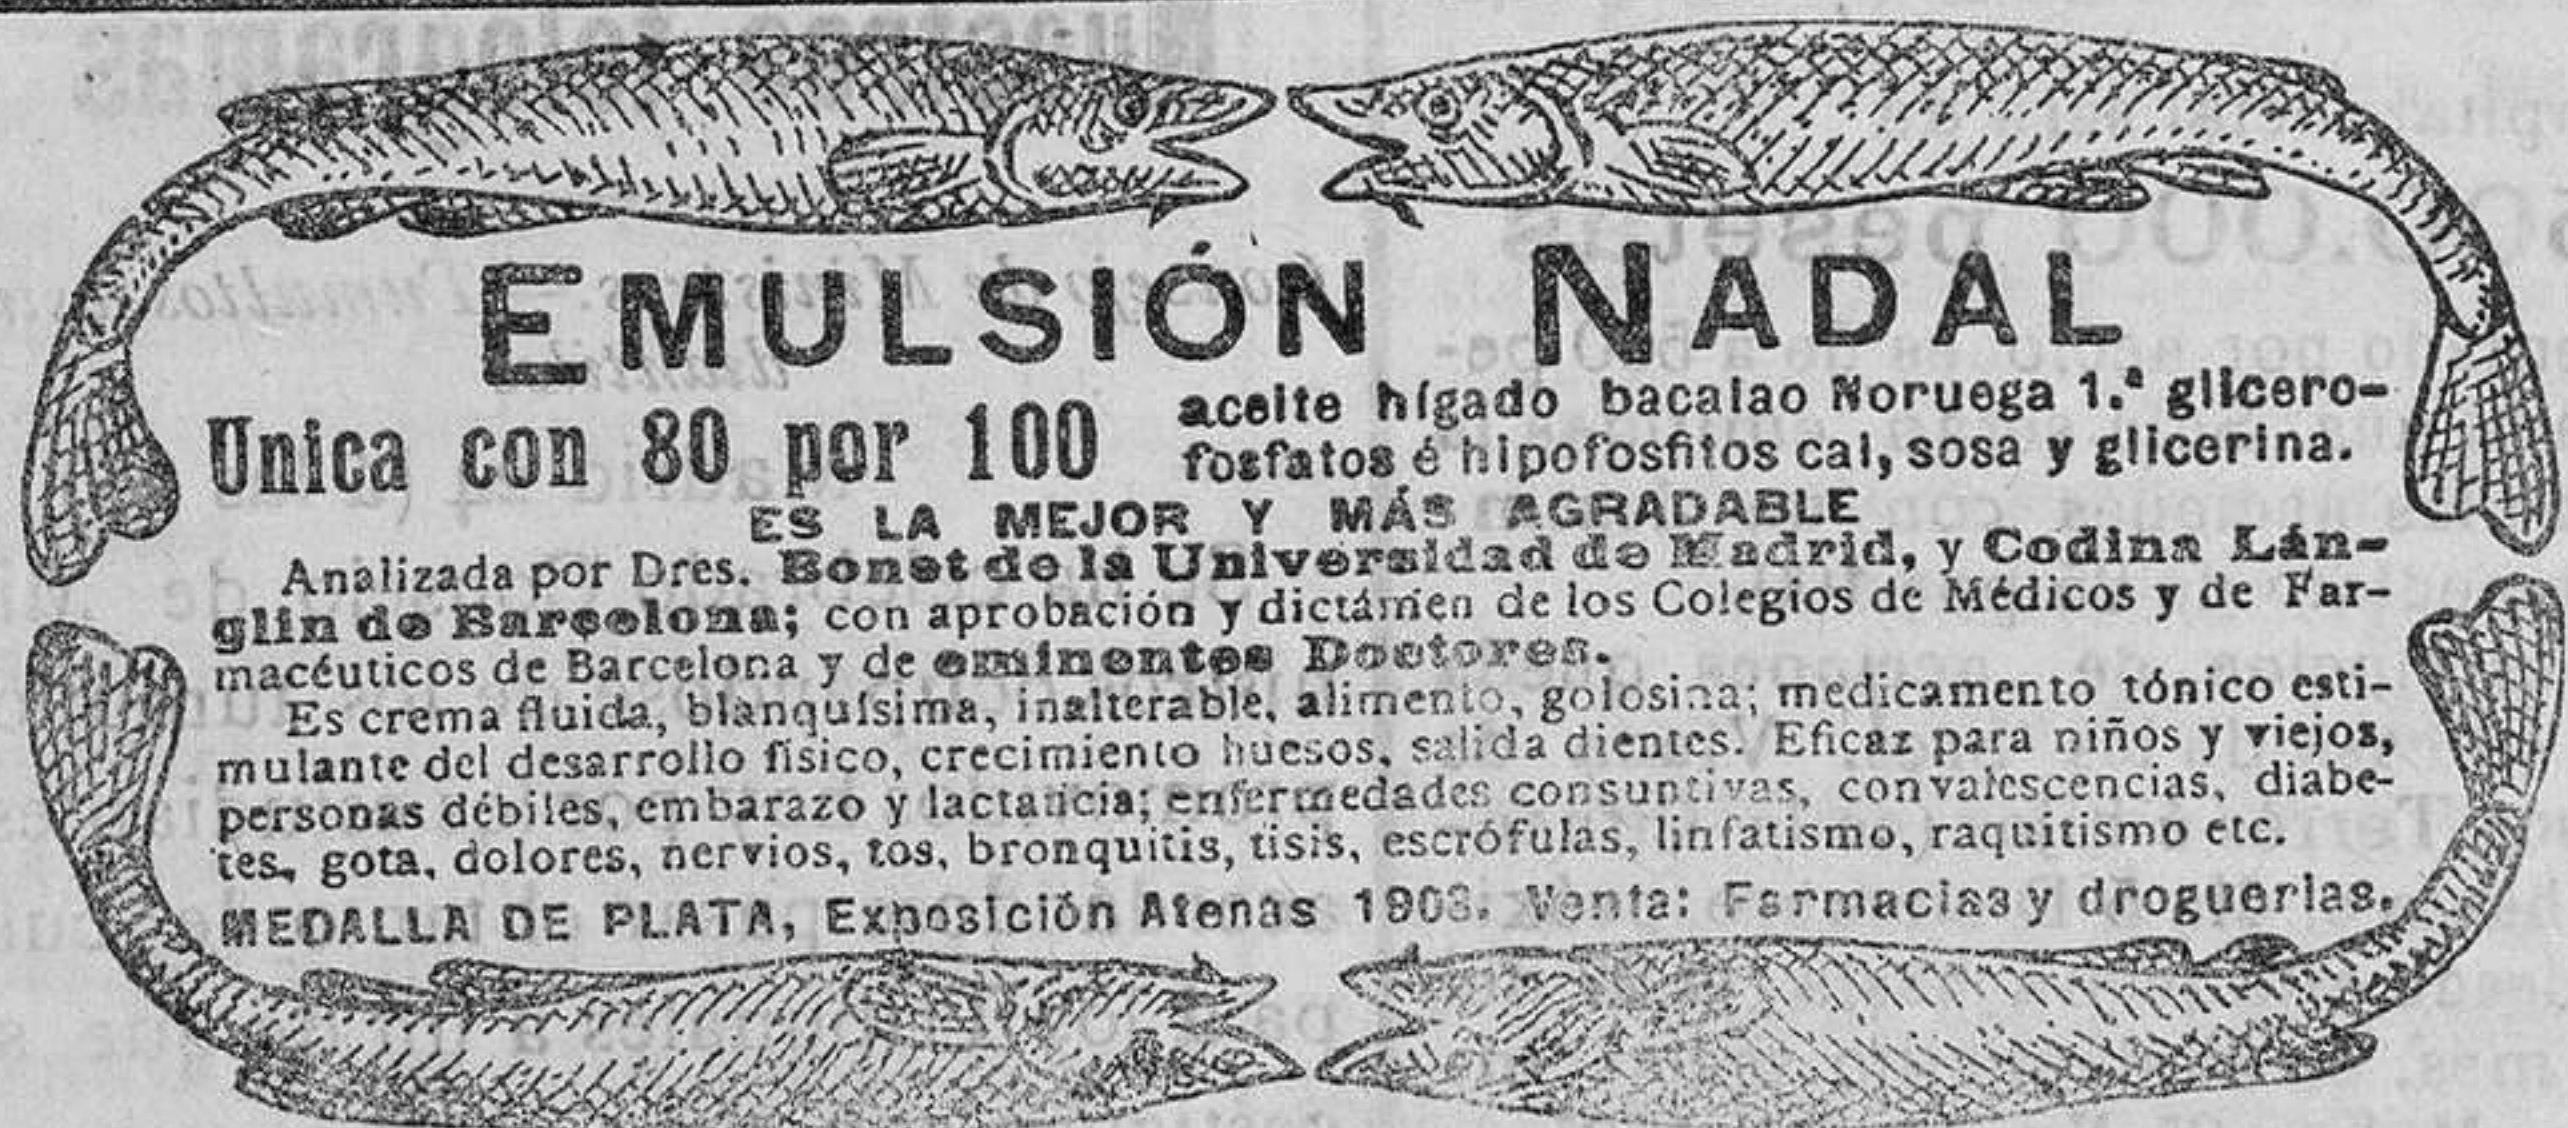 EMULSIÓN NADAL
Unica con 80 por 100 aceite hígado bacalao Noruega 1.ª glicero-
fosfatos é hipofosfitos cal, sosa y glicerina.
ES LA MEJOR Y MÁS AGRADABLE
Analizada por Dres. Bonet de la Universidad de Madrid, y Codina Lán-
glin de Barcelona; con aprobación y dictámen de los Colegios de Médicos y de Far-
macéuticos de Barcelona y de eminentes Doctores.
Es crema fluida, blanquísima, inalterable, alimento, golosina; medicamento tónico esti-
mulante del desarrollo físico, crecimiento huesos, salida dientes. Eficaz para niños y viejos,
personas débiles, embarazo y lactancia; enfermedades consuntivas, convalescencias, diabe-
tes, gota, dolores, nervios, tos, bronquitis, tisis, escrófulas, linfatismo, raquitismo etc.
MEDALLA DE PLATA, Exposición Atenas Venta: Farmacias y droguerias.